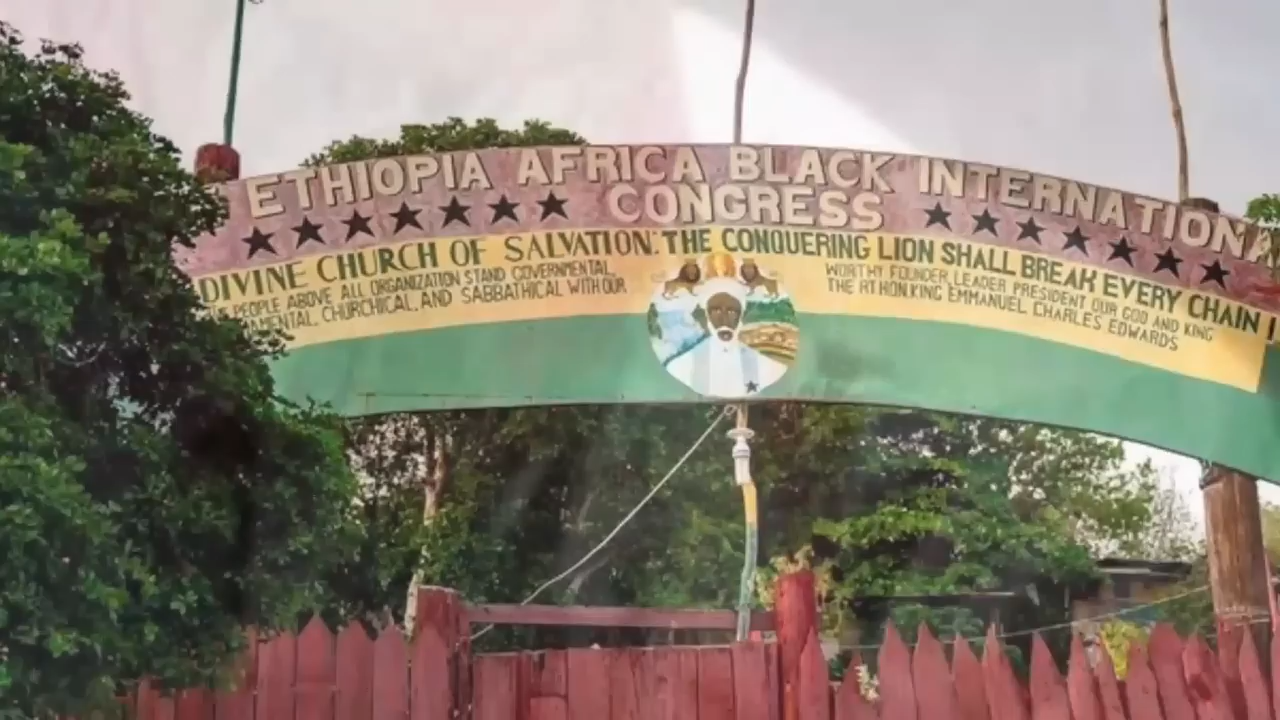 ETHIOPIA AFRICA BLACK INTERNATIONA
CONGRESS
DIVINE CHURCH OF SALVATION: THE CONQUERING LION SHALL BREAK EVERY CHAIN
PEOPLE ABOVE ALL ORGANIZATION STAND GOVERNMENTAL,
AMENTAL, CHURCHICAL, AND SABBATHICAL WITH OUR
WORTHY FOUNDER, LEADER PRESIDENT OUR GOD AND KING
THE RT HON. KING EMMANUEL CHARLES EDWARDS